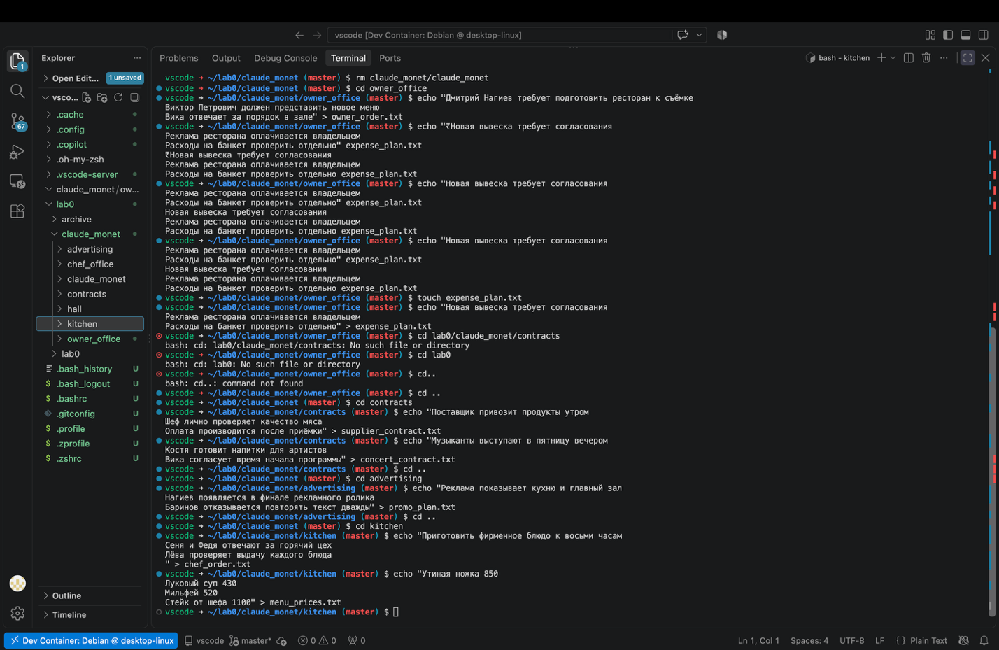 vscode [Dev Container: Debian @ desktop-linux]
Explorer
Problems Output Debug Console Terminal Ports
bash - kitchen
Open Edit... 1 unsaved
vsco...
.cache
.config
.copilot
.oh-my-zsh
.vscode-server
claude_monet/ow...
lab0
archive
claude_monet
advertising
chef_office
claude_monet
contracts
hall
kitchen
owner_office
lab0
.bash_history U
.bash_logout U
.bashrc U
.gitconfig U
.profile U
.zprofile U
.zshrc U
Outline
Timeline
1
67
vscode → ~/lab0/claude_monet (master) $ rm claude_monet/claude_monet
vscode → ~/lab0/claude_monet (master) $ cd owner_office
vscode → ~/lab0/claude_monet/owner_office (master) $ echo "Дмитрий Нагиев требует подготовить ресторан к съёмке
Виктор Петрович должен представить новое меню
Вика отвечает за порядок в зале" > owner_order.txt
vscode → ~/lab0/claude_monet/owner_office (master) $ echo "₹Новая вывеска требует согласования
Реклама ресторана оплачивается владельцем
Расходы на банкет проверить отдельно" expense_plan.txt
₹Новая вывеска требует согласования
Реклама ресторана оплачивается владельцем
Расходы на банкет проверить отдельно expense_plan.txt
vscode → ~/lab0/claude_monet/owner_office (master) $ echo "Новая вывеска требует согласования
Реклама ресторана оплачивается владельцем
Расходы на банкет проверить отдельно" expense_plan.txt
Новая вывеска требует согласования
Реклама ресторана оплачивается владельцем
Расходы на банкет проверить отдельно expense_plan.txt
vscode → ~/lab0/claude_monet/owner_office (master) $ echo "Новая вывеска требует согласования
Реклама ресторана оплачивается владельцем
Расходы на банкет проверить отдельно" expense_plan.txt
Новая вывеска требует согласования
Реклама ресторана оплачивается владельцем
Расходы на банкет проверить отдельно expense_plan.txt
vscode → ~/lab0/claude_monet/owner_office (master) $ touch expense_plan.txt
vscode → ~/lab0/claude_monet/owner_office (master) $ echo "Новая вывеска требует согласования
Реклама ресторана оплачивается владельцем
Расходы на банкет проверить отдельно" > expense_plan.txt
vscode → ~/lab0/claude_monet/owner_office (master) $ cd lab0/claude_monet/contracts
bash: cd: lab0/claude_monet/contracts: No such file or directory
vscode → ~/lab0/claude_monet/owner_office (master) $ cd lab0
bash: cd: lab0: No such file or directory
vscode → ~/lab0/claude_monet/owner_office (master) $ cd..
bash: cd..: command not found
vscode → ~/lab0/claude_monet/owner_office (master) $ cd ..
vscode → ~/lab0/claude_monet (master) $ cd contracts
vscode → ~/lab0/claude_monet/contracts (master) $ echo "Поставщик привозит продукты утром
Шеф лично проверяет качество мяса
Оплата производится после приёмки" > supplier_contract.txt
vscode → ~/lab0/claude_monet/contracts (master) $ echo "Музыканты выступают в пятницу вечером
Костя готовит напитки для артистов
Вика согласует время начала программы" > concert_contract.txt
vscode → ~/lab0/claude_monet/contracts (master) $ cd ..
vscode → ~/lab0/claude_monet (master) $ cd advertising
vscode → ~/lab0/claude_monet/advertising (master) $ echo "Реклама показывает кухню и главный зал
Нагиев появляется в финале рекламного ролика
Баринов отказывается повторять текст дважды" > promo_plan.txt
vscode → ~/lab0/claude_monet/advertising (master) $ cd ..
vscode → ~/lab0/claude_monet (master) $ cd kitchen
vscode → ~/lab0/claude_monet/kitchen (master) $ echo "Приготовить фирменное блюдо к восьми часам
Сеня и Федя отвечают за горячий цех
Лёва проверяет выдачу каждого блюда
" > chef_order.txt
vscode → ~/lab0/claude_monet/kitchen (master) $ echo "Утиная ножка 850
Луковый суп 430
Мильфей 520
Стейк от шефа 1100" > menu_prices.txt
vscode → ~/lab0/claude_monet/kitchen (master) $
Dev Container: Debian @ desktop-linux vscode master* 0 0 0 Ln 1, Col 1 Spaces: 4 UTF-8 LF { } Plain Text